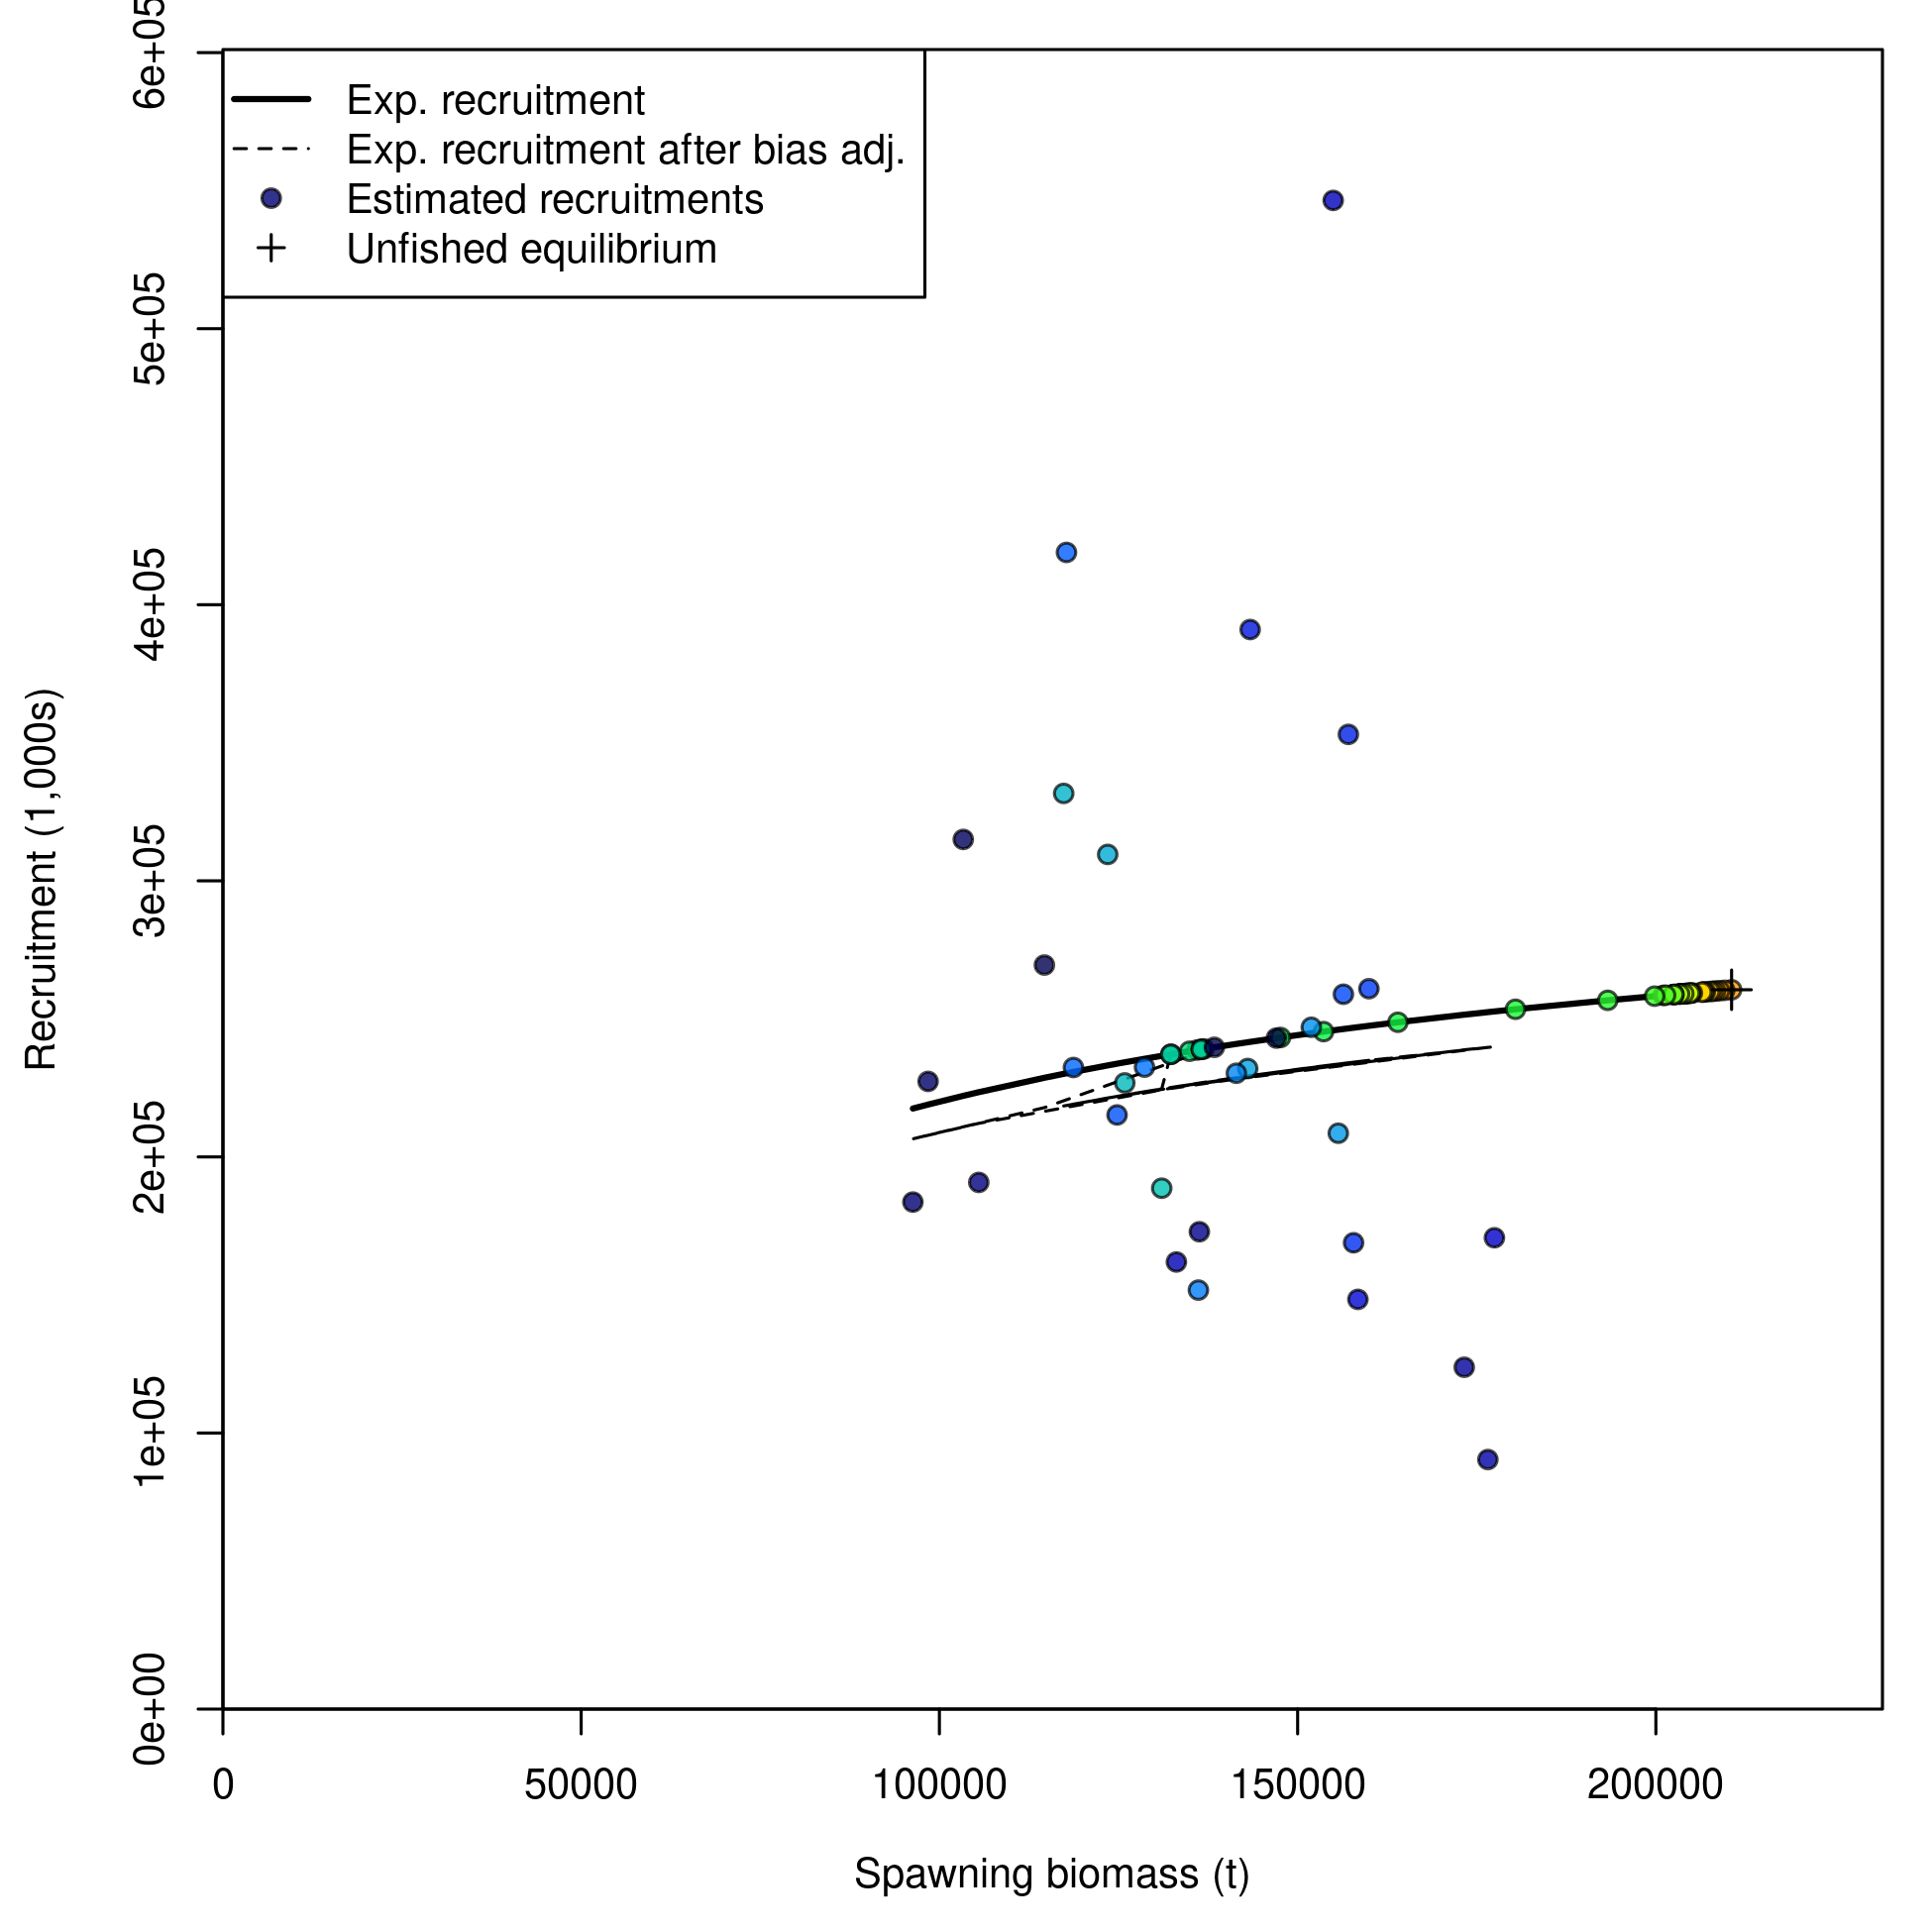 Exp. recruitment
Exp. recruitment after bias adj.
Estimated recruitments
Unfished equilibrium
Recruitment (1,000s)
6e+05
5e+05
4e+05
3e+05
2e+05
1e+05
0e+00
0 50000 100000 150000 200000
Spawning biomass (t)